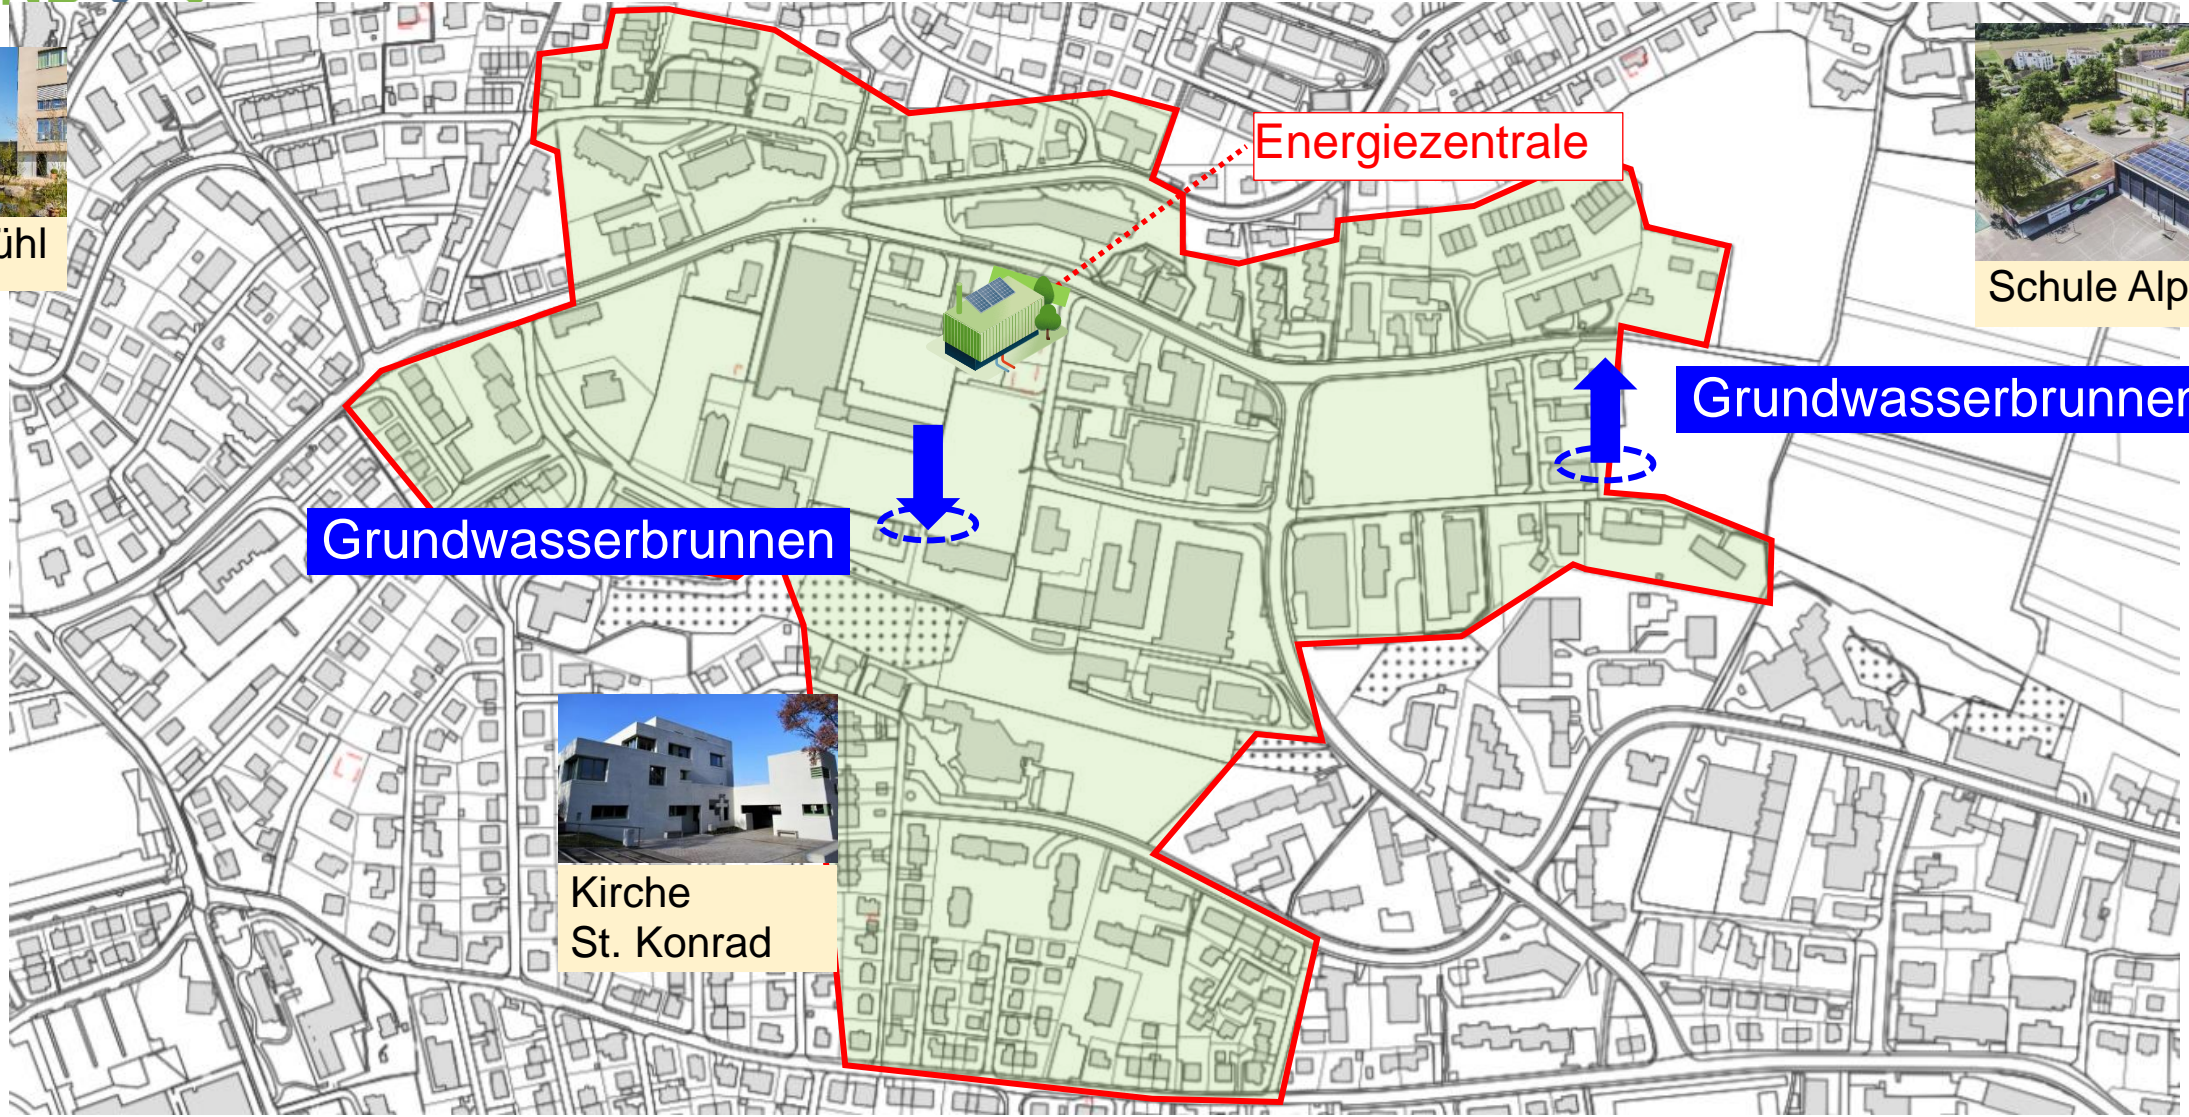 Energiezentrale
ühl
Schule Alp
Grundwasserbrunnen
Grundwasserbrunnen
Kirche
St. Konrad